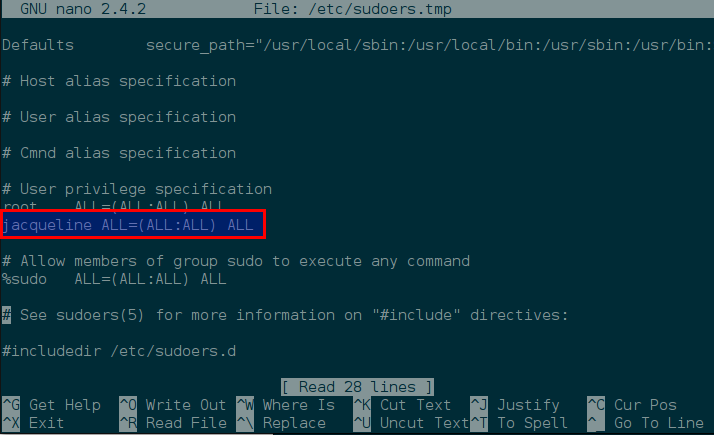 GNU nano 2.4.2 File: /etc/sudoers.tmp
Defaults secure_path="/usr/local/sbin:/usr/local/bin:/usr/sbin:/usr/bin:
# Host alias specification
# User alias specification
# Cmnd alias specification
# User privilege specification
root ALL=(ALL:ALL) ALL
jacqueline ALL=(ALL:ALL) ALL
# Allow members of group sudo to execute any command
%sudo ALL=(ALL:ALL) ALL
# See sudoers(5) for more information on "#include" directives:
#includedir /etc/sudoers.d
[ Read 28 lines ]
^G Get Help ^O Write Out ^W Where Is ^K Cut Text ^J Justify ^C Cur Pos
^X Exit ^R Read File ^\ Replace ^U Uncut Text ^T To Spell ^_ Go To Line